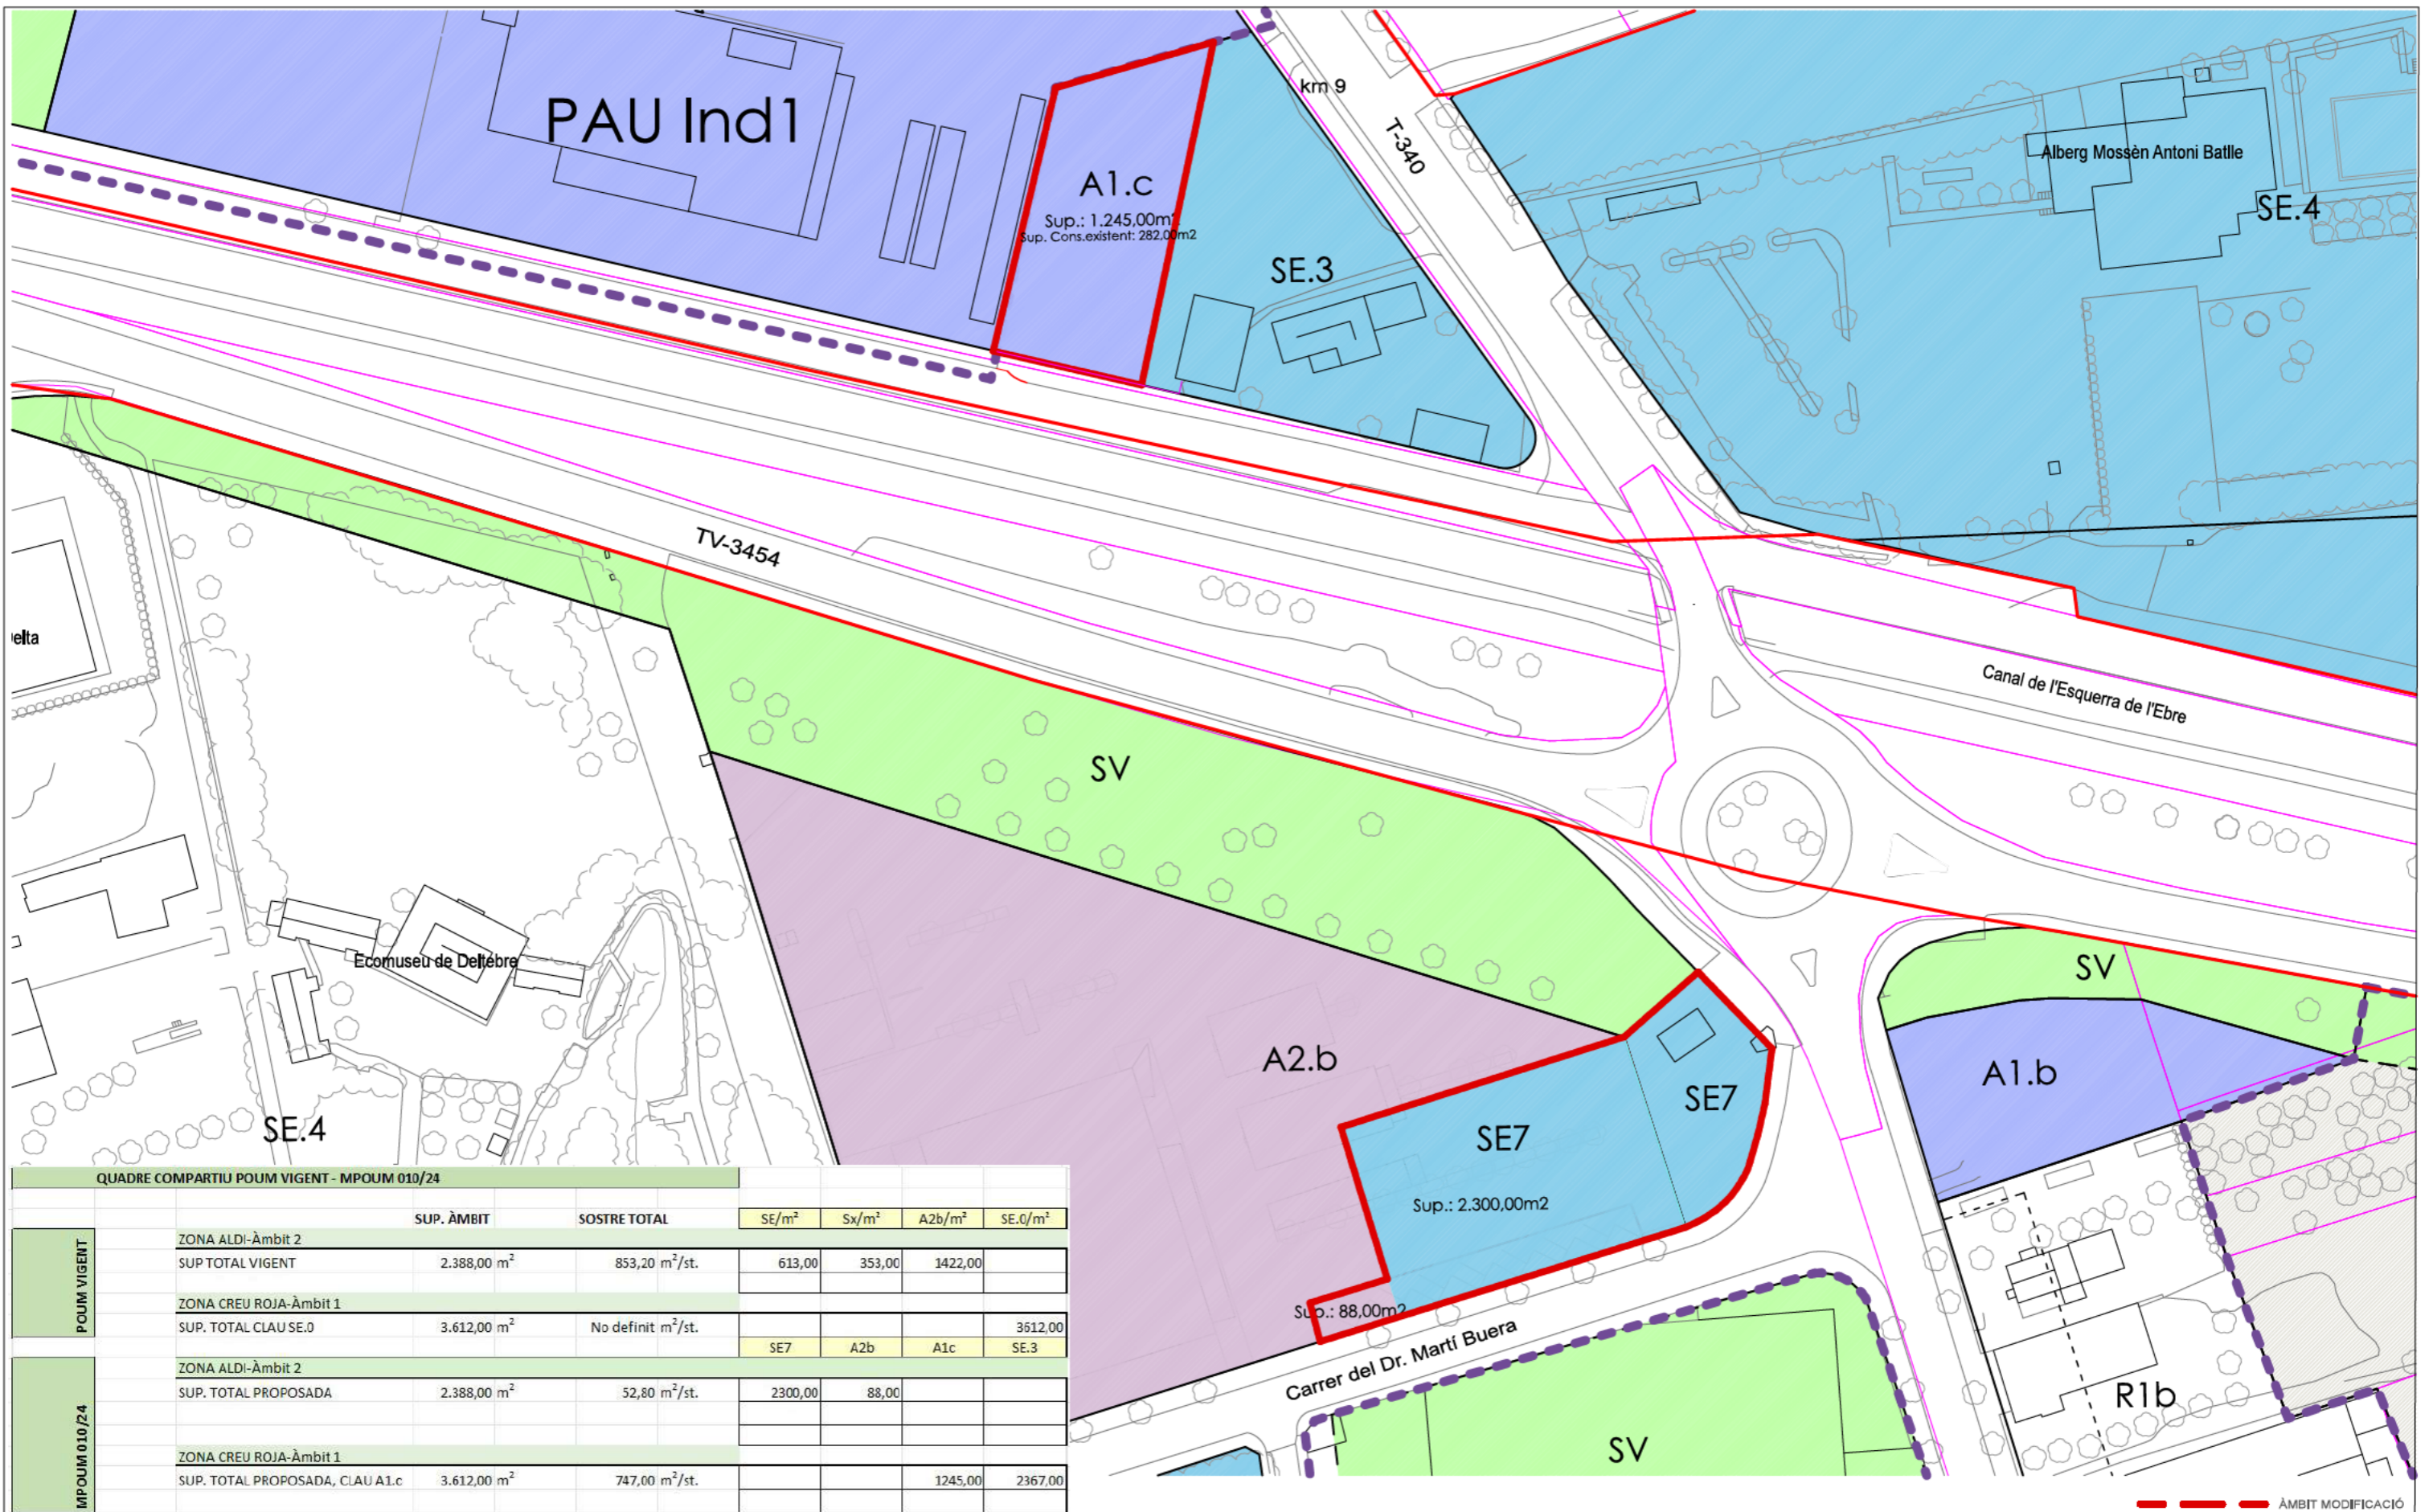 PAU Ind1
km 9
T-340
A1.c
Sup.: 1.245,00m2
Sup. Cons.existent: 282,00m2
SE.3
Alberg Mossèn Antoni Batlle
SE.4
TV-3454
elta
Canal de l'Esquerra de l'Ebre
SV
Ecomuseu de Deltebre
SV
A2.b
A1.b
SE7
SE7
SE.4
Sup.: 2.300,00m2
Sup.: 88,00m2
Carrer del Dr. Martí Buera
R1b
SV
QUADRE COMPARTIU POUM VIGENT - MPOUM 010/24
SUP. ÀMBIT SOSTRE TOTAL SE/m² Sx/m² A2b/m² SE.0/m²
POUM VIGENT
ZONA ALDI-Àmbit 2
SUP TOTAL VIGENT 2.388,00 m² 853,20 m²/st. 613,00 353,00 1422,00
ZONA CREU ROJA-Àmbit 1
SUP. TOTAL CLAU SE.0 3.612,00 m² No definit m²/st. 3612,00
SE7 A2b A1c SE.3
MPOUM 010/24
ZONA ALDI-Àmbit 2
SUP. TOTAL PROPOSADA 2.388,00 m² 52,80 m²/st. 2300,00 88,00
ZONA CREU ROJA-Àmbit 1
SUP. TOTAL PROPOSADA, CLAU A1.c 3.612,00 m² 747,00 m²/st. 1245,00 2367,00
ÀMBIT MODIFICACIÓ